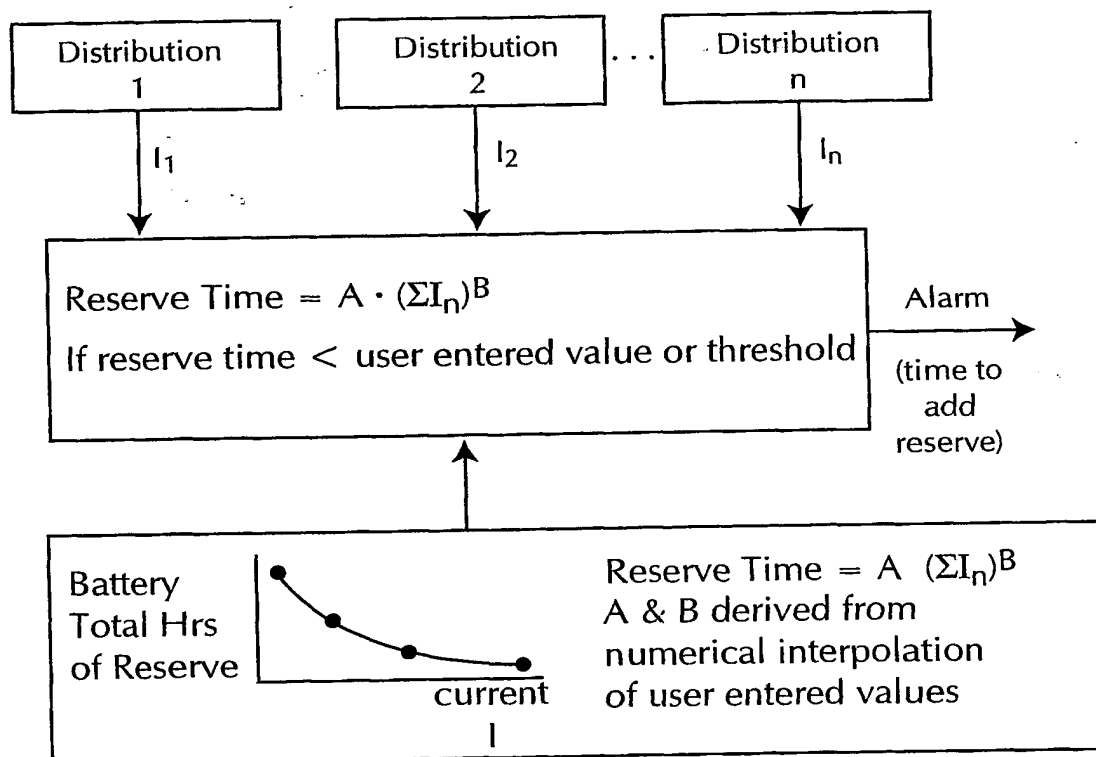 Distribution
1
Distribution
2
...
Distribution
n
I₁
I₂
Iₙ
Reserve Time = A · (ΣIₙ)ᴮ
If reserve time < user entered value or threshold
Alarm
(time to
add
reserve)
Battery
Total Hrs
of Reserve
current
I
Reserve Time = A (ΣIₙ)ᴮ
A & B derived from
numerical interpolation
of user entered values